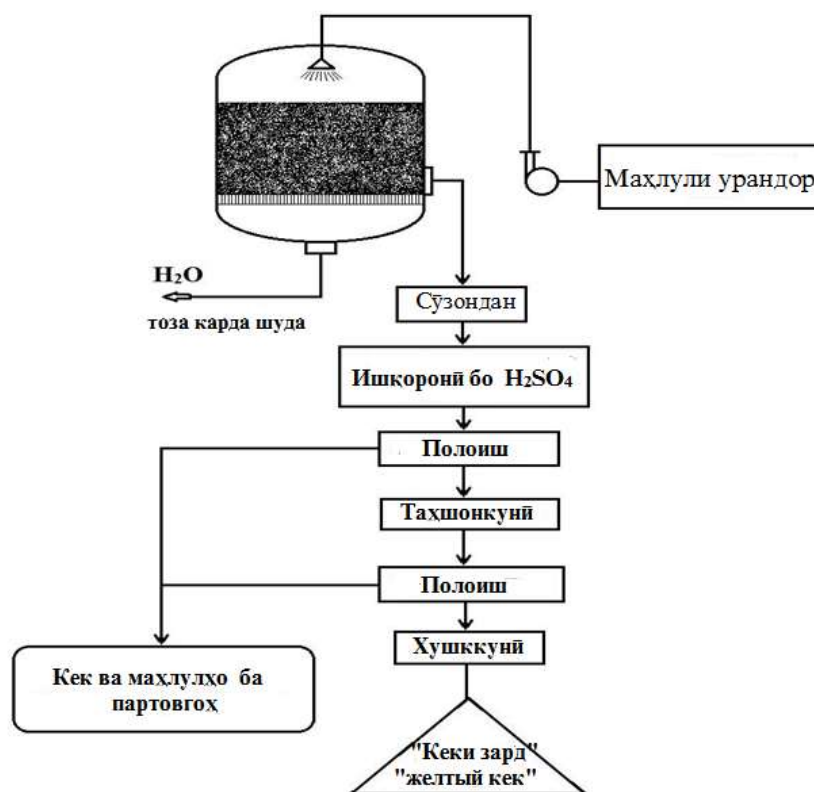 Маҳлули урандор
H₂O
тоза карда шуда
Сӯзондан
Ишқоронӣ бо H₂SO₄
Полоиш
Таҳшонкунӣ
Полоиш
Хушккунӣ
Кек ва маҳлулҳо ба
партовгоҳ
"Кеки зард"
"желтый кек"